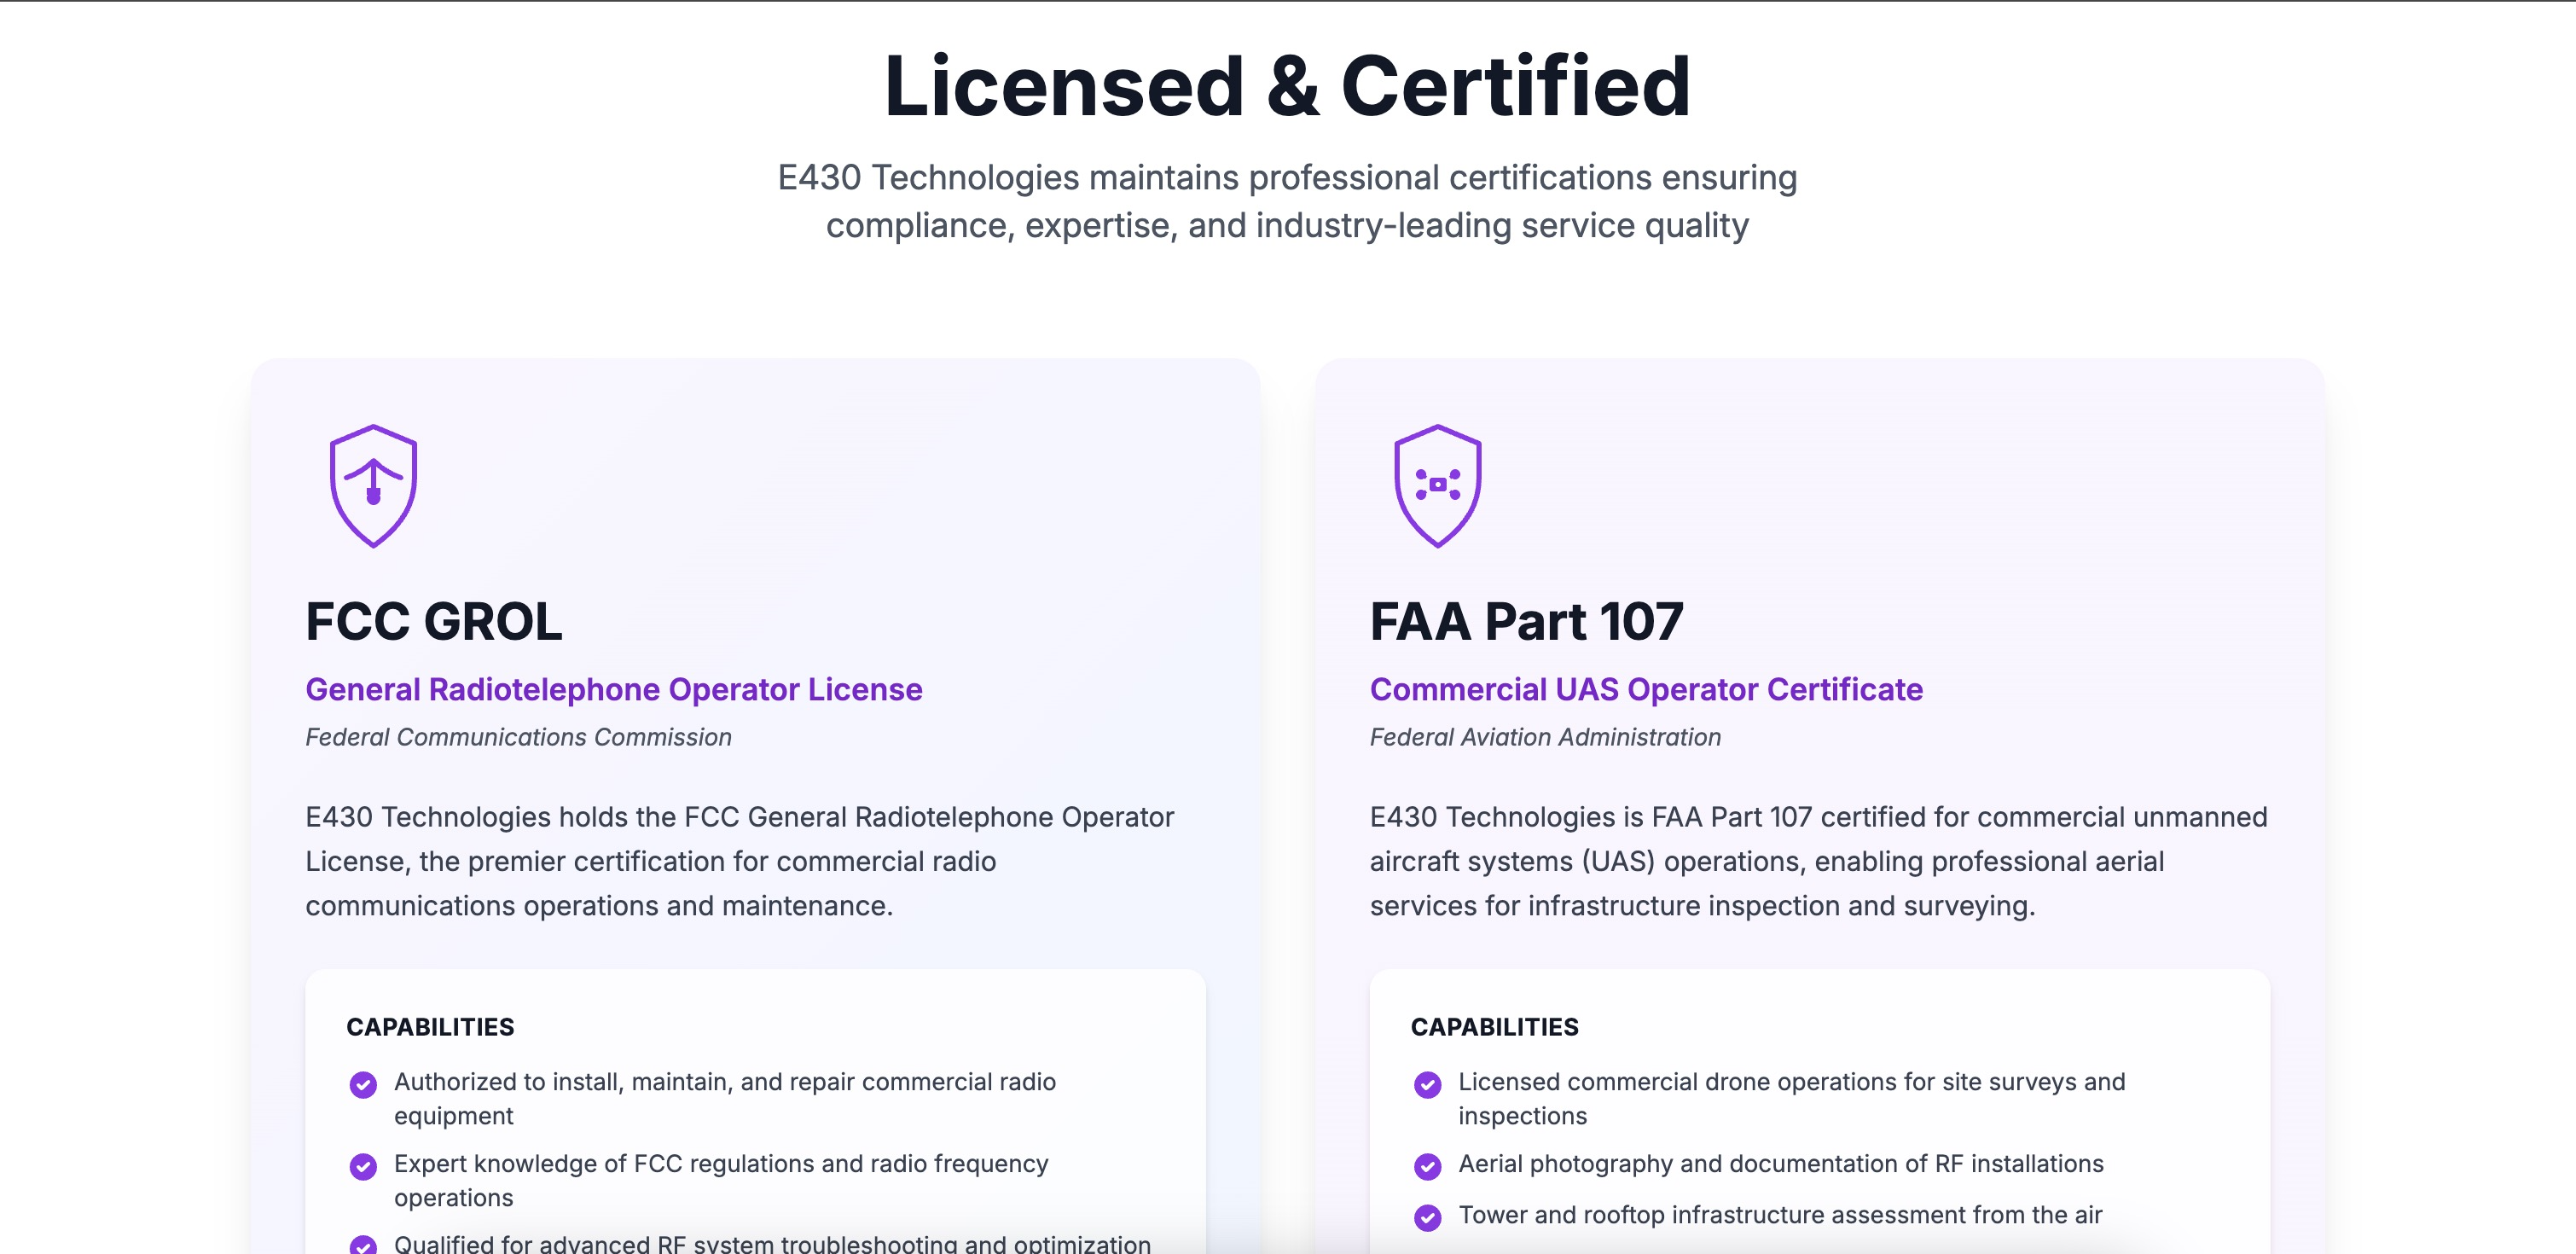 Licensed & Certified
E430 Technologies maintains professional certifications ensuring
compliance, expertise, and industry-leading service quality
FCC GROL
General Radiotelephone Operator License
Federal Communications Commission
E430 Technologies holds the FCC General Radiotelephone Operator
License, the premier certification for commercial radio
communications operations and maintenance.
CAPABILITIES
Authorized to install, maintain, and repair commercial radio
equipment
Expert knowledge of FCC regulations and radio frequency
operations
Qualified for advanced RF system troubleshooting and optimization
FAA Part 107
Commercial UAS Operator Certificate
Federal Aviation Administration
E430 Technologies is FAA Part 107 certified for commercial unmanned
aircraft systems (UAS) operations, enabling professional aerial
services for infrastructure inspection and surveying.
CAPABILITIES
Licensed commercial drone operations for site surveys and
inspections
Aerial photography and documentation of RF installations
Tower and rooftop infrastructure assessment from the air